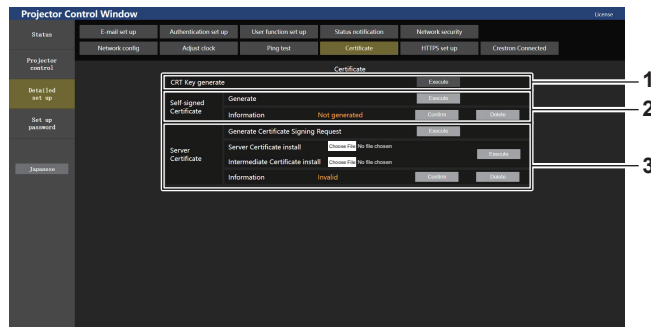 Projector Control Window
License
Status
E-mail set up
Authentication set up
User function set up
Status notification
Network security
Network config
Adjust clock
Ping test
Certificate
HTTPS set up
Crestron Connected
Projector
control
Detailed
set up
Set up
password
Japanese
Certificate
CRT Key generate
Execute
1
Self-signed
Certificate
Generate
Execute
Information
Not generated
Confirm
Delete
2
Server
Certificate
Generate Certificate Signing Request
Execute
Server Certificate install
Choose File No file chosen
Intermediate Certificate install
Choose File No file chosen
Execute
Information
Invalid
Confirm
Delete
3